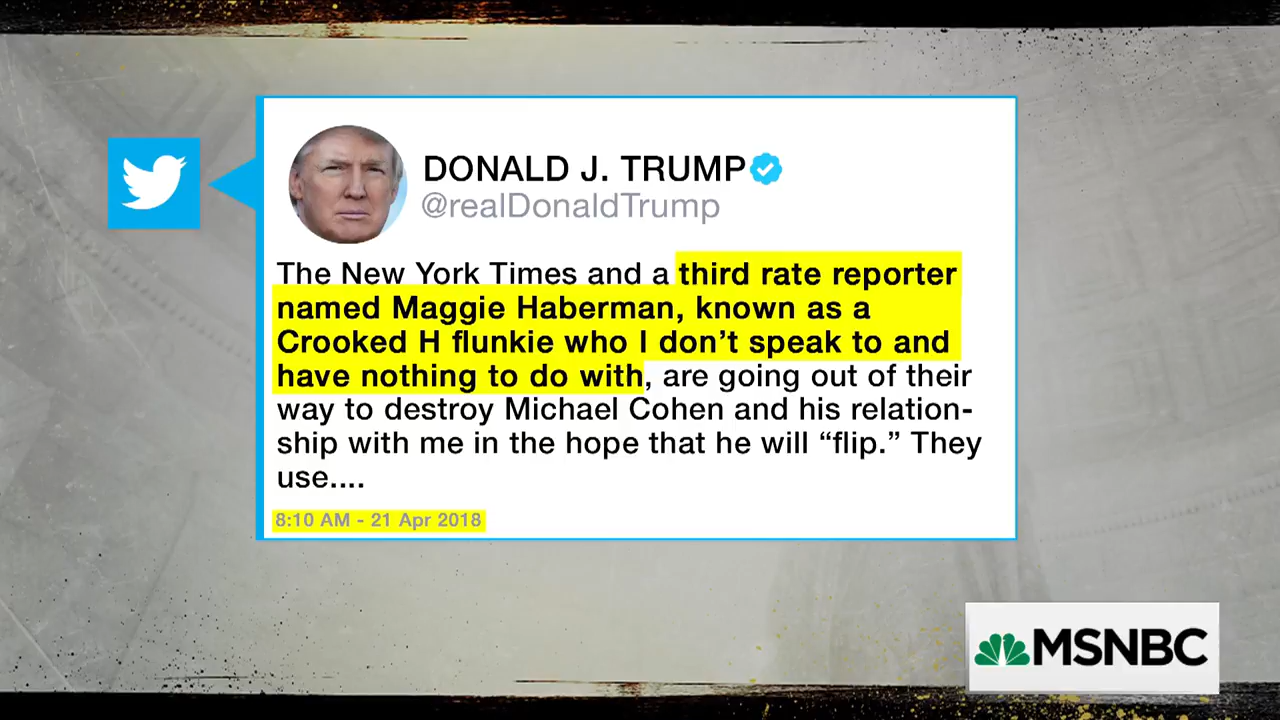 DONALD J. TRUMP
@realDonaldTrump
The New York Times and a third rate reporter
named Maggie Haberman, known as a
Crooked H flunkie who I don’t speak to and
have nothing to do with, are going out of their
way to destroy Michael Cohen and his relation-
ship with me in the hope that he will “flip.” They
use....
8:10 AM - 21 Apr 2018
MSNBC